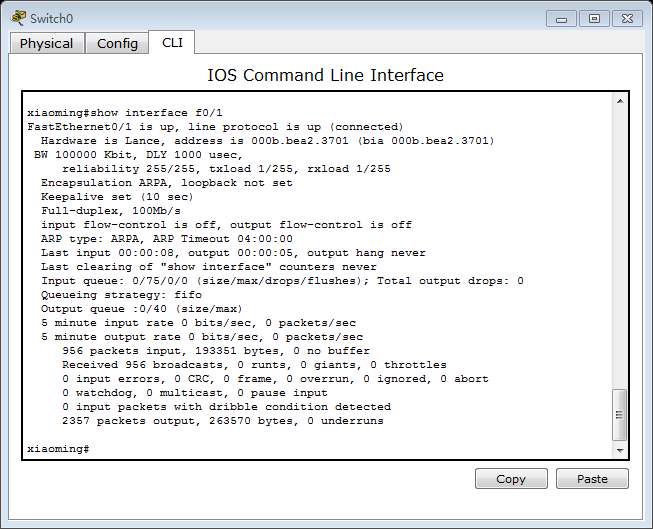 Switch0
Physical Config CLI
IOS Command Line Interface
xiaoming#show interface f0/1
FastEthernet0/1 is up, line protocol is up (connected)
  Hardware is Lance, address is 000b.bea2.3701 (bia 000b.bea2.3701)
 BW 100000 Kbit, DLY 1000 usec,
     reliability 255/255, txload 1/255, rxload 1/255
  Encapsulation ARPA, loopback not set
  Keepalive set (10 sec)
  Full-duplex, 100Mb/s
  input flow-control is off, output flow-control is off
  ARP type: ARPA, ARP Timeout 04:00:00
  Last input 00:00:08, output 00:00:05, output hang never
  Last clearing of "show interface" counters never
  Input queue: 0/75/0/0 (size/max/drops/flushes); Total output drops: 0
  Queueing strategy: fifo
  Output queue :0/40 (size/max)
  5 minute input rate 0 bits/sec, 0 packets/sec
  5 minute output rate 0 bits/sec, 0 packets/sec
     956 packets input, 193351 bytes, 0 no buffer
     Received 956 broadcasts, 0 runts, 0 giants, 0 throttles
     0 input errors, 0 CRC, 0 frame, 0 overrun, 0 ignored, 0 abort
     0 watchdog, 0 multicast, 0 pause input
     0 input packets with dribble condition detected
     2357 packets output, 263570 bytes, 0 underruns
xiaoming#
Copy Paste